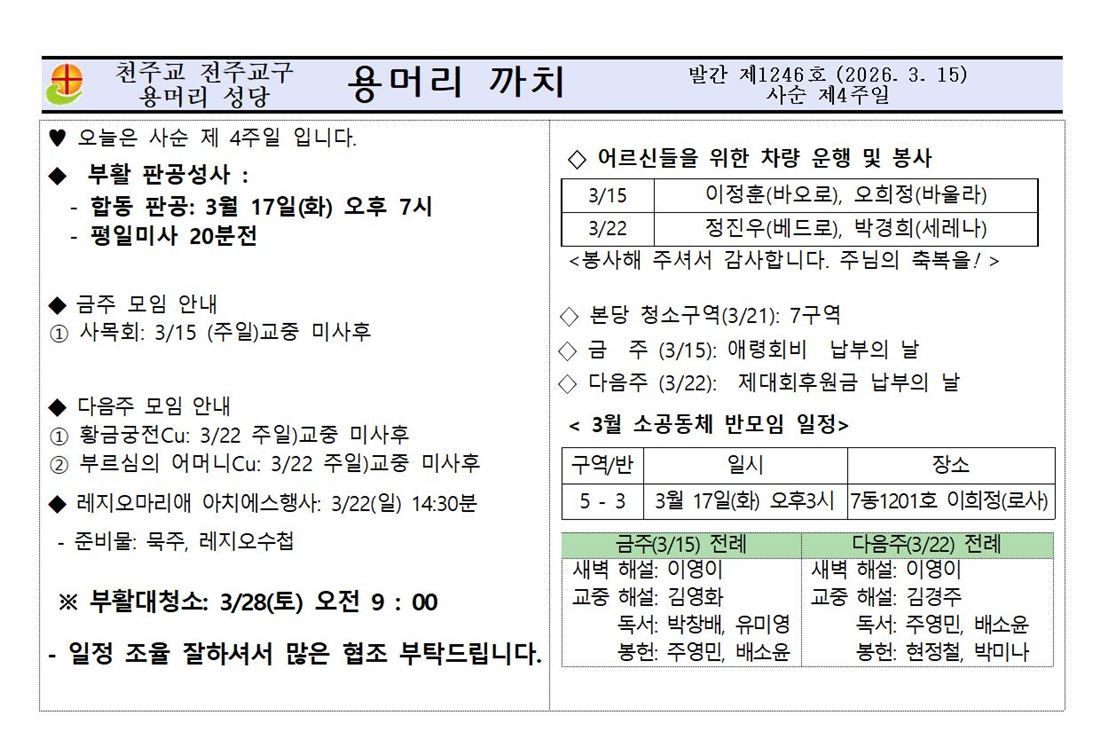 천주교 전주교구
용머리 성당
용머리 까치
발간 제1246호 (2026. 3. 15)
사순 제4주일
♥ 오늘은 사순 제 4주일 입니다.
◆ 부활 판공성사 :
- 합동 판공: 3월 17일(화) 오후 7시
- 평일미사 20분전
◆ 금주 모임 안내
① 사목회: 3/15 (주일)교중 미사후
◆ 다음주 모임 안내
① 황금궁전Cu: 3/22 주일)교중 미사후
② 부르심의 어머니Cu: 3/22 주일)교중 미사후
◆ 레지오마리애 아치에스행사: 3/22(일) 14:30분
- 준비물: 묵주, 레지오수첩
※ 부활대청소: 3/28(토) 오전 9 : 00
- 일정 조율 잘하셔서 많은 협조 부탁드립니다.
◇ 어르신들을 위한 차량 운행 및 봉사
3/15 이정훈(바오로), 오희정(바울라)
3/22 정진우(베드로), 박경희(세레나)
<봉사해 주셔서 감사합니다. 주님의 축복을! >
◇ 본당 청소구역(3/21): 7구역
◇ 금 주 (3/15): 애령회비 납부의 날
◇ 다음주 (3/22): 제대회후원금 납부의 날
< 3월 소공동체 반모임 일정>
구역/반 일시 장소
5 - 3 3월 17일(화) 오후3시 7동1201호 이희정(로사)
금주(3/15) 전례 다음주(3/22) 전례
새벽 해설: 이영이 새벽 해설: 이영이
교중 해설: 김영화 교중 해설: 김경주
독서: 박창배, 유미영 독서: 주영민, 배소윤
봉헌: 주영민, 배소윤 봉헌: 현정철, 박미나